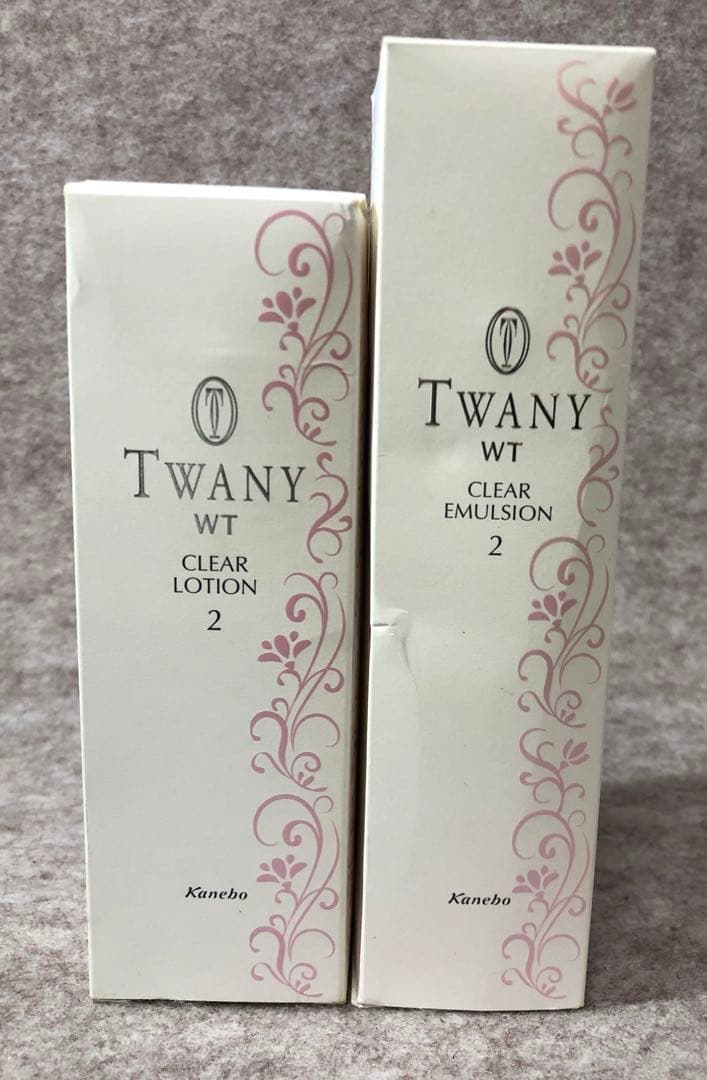 TWANY
WT
CLEAR
LOTION
2
Kanebo
TWANY
WT
CLEAR
EMULSION
2
Kanebo